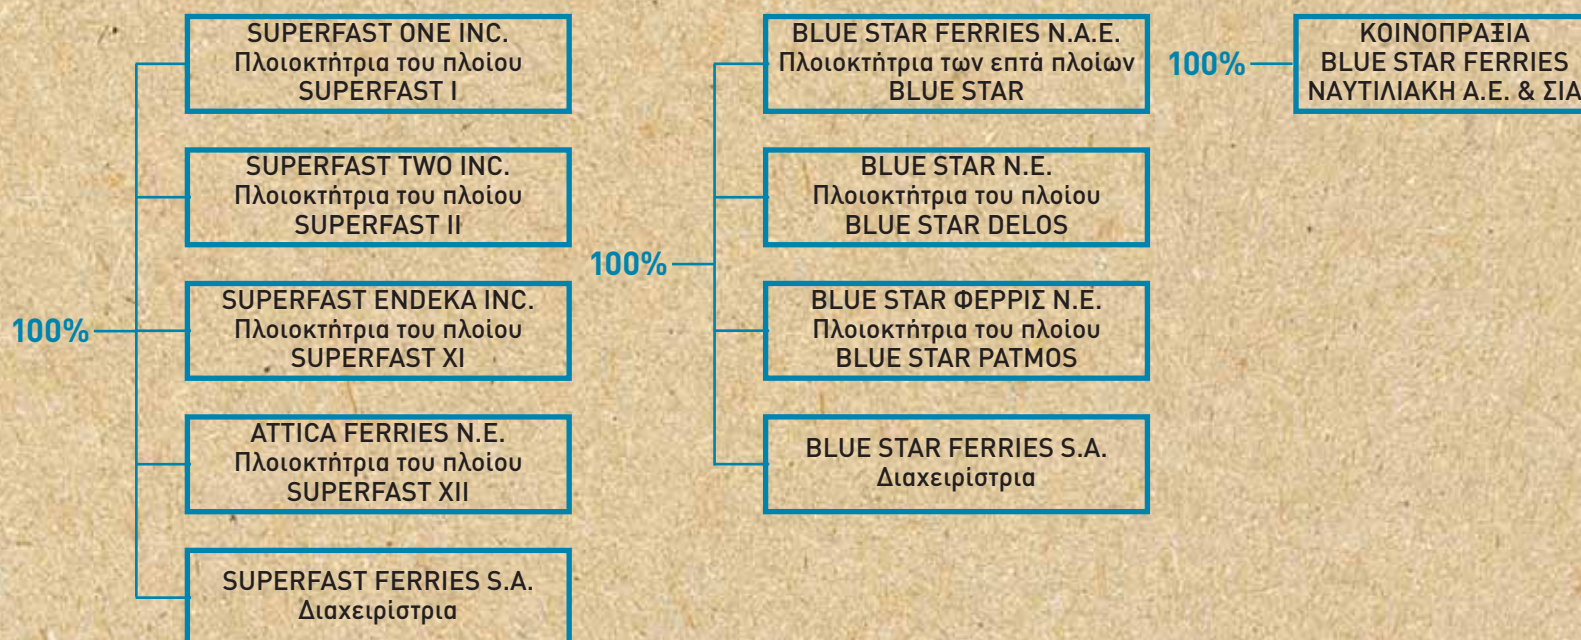 100%
SUPERFAST ONE INC.
Πλοιοκτήτρια του πλοίου
SUPERFAST I
SUPERFAST TWO INC.
Πλοιοκτήτρια του πλοίου
SUPERFAST II
SUPERFAST ENDEKA INC.
Πλοιοκτήτρια του πλοίου
SUPERFAST XI
ATTICA FERRIES N.E.
Πλοιοκτήτρια του πλοίου
SUPERFAST XII
SUPERFAST FERRIES S.A.
Διαχειρίστρια
100%
BLUE STAR FERRIES N.A.E.
Πλοιοκτήτρια των επτά πλοίων
BLUE STAR
BLUE STAR N.E.
Πλοιοκτήτρια του πλοίου
BLUE STAR DELOS
BLUE STAR ΦΕΡΡΙΣ N.E.
Πλοιοκτήτρια του πλοίου
BLUE STAR PATMOS
BLUE STAR FERRIES S.A.
Διαχειρίστρια
100%
ΚΟΙΝΟΠΡΑΞΙΑ
BLUE STAR FERRIES
ΝΑΥΤΙΛΙΑΚΗ Α.Ε. & ΣΙΑ